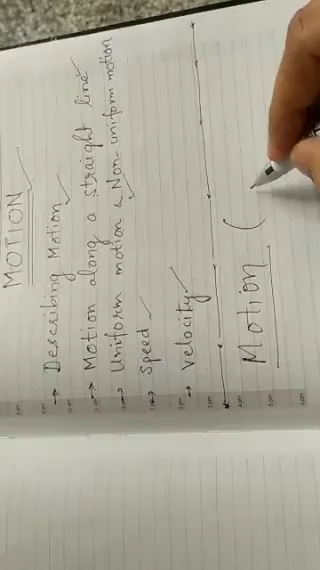 MOTION
→ Describing Motion
→ Motion along a straight line
→ Uniform motion & Non-uniform motion
→ Speed
→ Velocity
Motion (